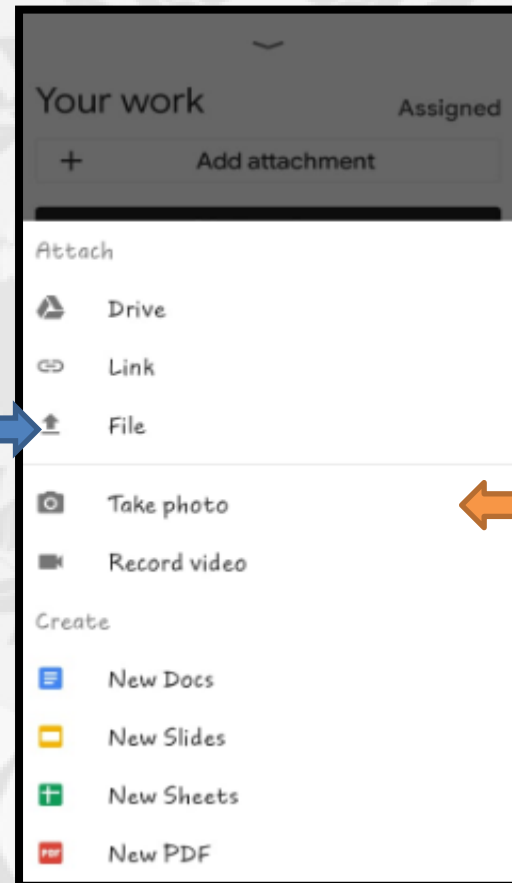 Your work
Assigned
+ Add attachment
Attach
Drive
Link
File
Take photo
Record video
Create
New Docs
New Slides
New Sheets
PDF New PDF